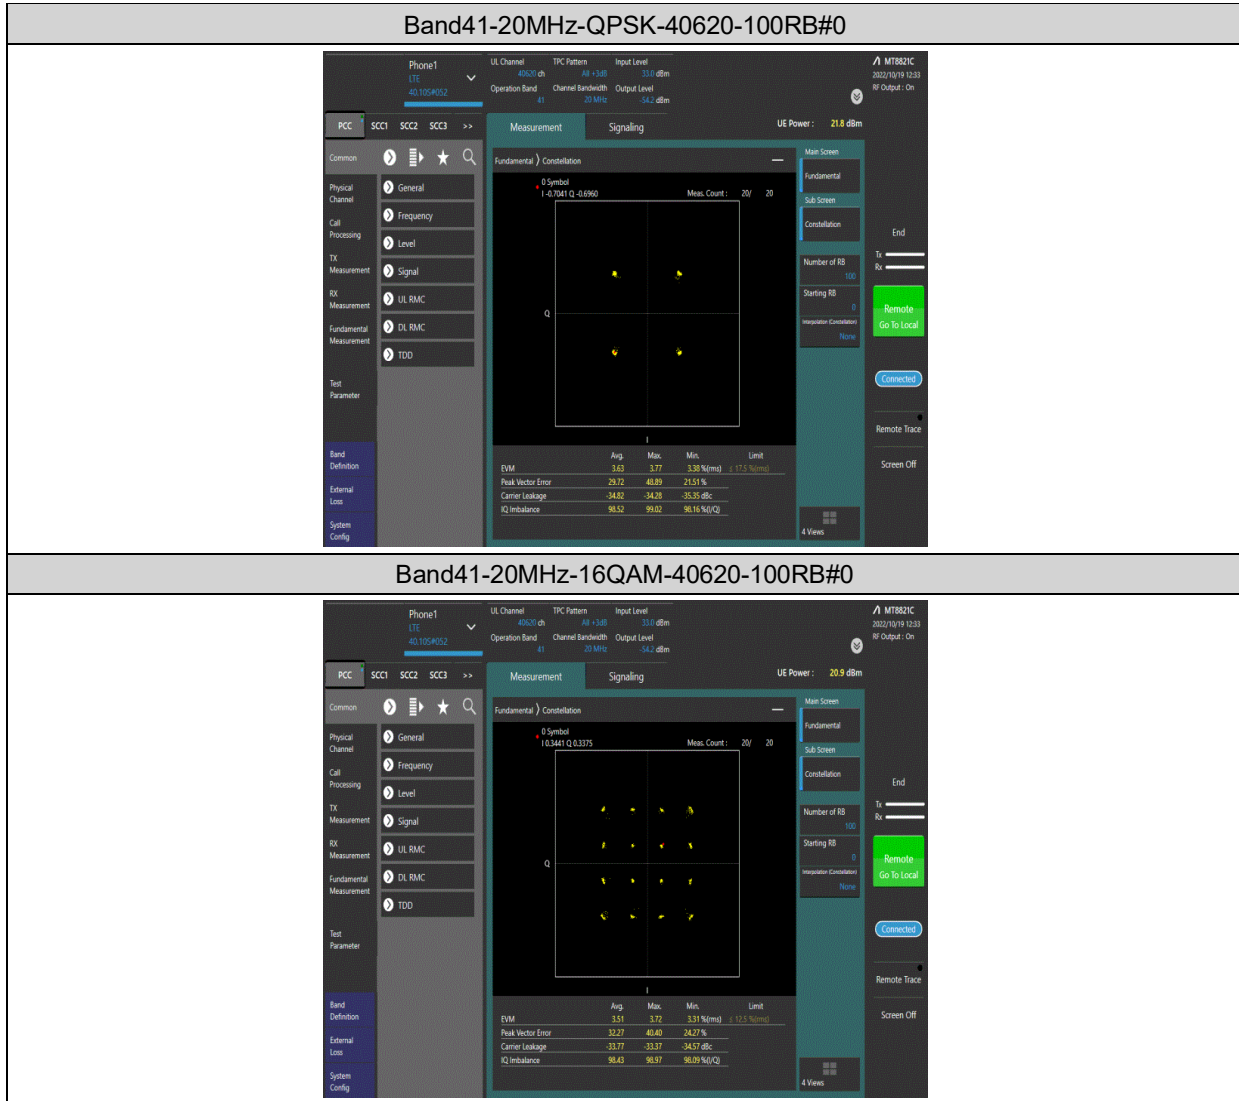 Band41-20MHz-QPSK-40620-100RB#0
Phone1
LTE
40.10S#052
UL Channel TPC Pattern Input Level
40620 ch All +3dB 33.0 dBm
Operation Band Channel Bandwidth Output Level
41 20 MHz -54.2 dBm
MT8821C
2022/10/19 12:33
RF Output : On
PCC SCC1 SCC2 SCC3 >>
Measurement Signaling
UE Power : 21.8 dBm
Common
Physical
Channel
Call
Processing
TX
Measurement
RX
Measurement
Fundamental
Measurement
Test
Parameter
Band
Definition
External
Loss
System
Config
General
Frequency
Level
Signal
UL RMC
DL RMC
TDD
Fundamental Constellation
0 Symbol
I -0.7041 Q -0.6960 Meas. Count : 20/ 20
Q
I
Avg. Max. Min. Limit
EVM 3.63 3.77 3.38 %(rms) ≤ 17.5 %(rms)
Peak Vector Error 29.72 48.89 21.51 %
Carrier Leakage -34.82 -34.28 -35.35 dBc
IQ Imbalance 98.52 99.02 98.16 %(I/Q)
Main Screen
Fundamental
Sub Screen
Constellation
Number of RB
100
Starting RB
0
Interpolation (Constellation)
None
4 Views
End
Tx
Rx
Remote
Go To Local
Connected
Remote Trace
Screen Off
Band41-20MHz-16QAM-40620-100RB#0
Phone1
LTE
40.10S#052
UL Channel TPC Pattern Input Level
40620 ch All +3dB 33.0 dBm
Operation Band Channel Bandwidth Output Level
41 20 MHz -54.2 dBm
MT8821C
2022/10/19 12:33
RF Output : On
PCC SCC1 SCC2 SCC3 >>
Measurement Signaling
UE Power : 20.9 dBm
Common
Physical
Channel
Call
Processing
TX
Measurement
RX
Measurement
Fundamental
Measurement
Test
Parameter
Band
Definition
External
Loss
System
Config
General
Frequency
Level
Signal
UL RMC
DL RMC
TDD
Fundamental Constellation
0 Symbol
I 0.3441 Q 0.3375 Meas. Count : 20/ 20
Q
I
Avg. Max. Min. Limit
EVM 3.51 3.72 3.31 %(rms) ≤ 12.5 %(rms)
Peak Vector Error 32.27 40.40 24.27 %
Carrier Leakage -33.77 -33.37 -34.57 dBc
IQ Imbalance 98.43 98.97 98.09 %(I/Q)
Main Screen
Fundamental
Sub Screen
Constellation
Number of RB
100
Starting RB
0
Interpolation (Constellation)
None
4 Views
End
Tx
Rx
Remote
Go To Local
Connected
Remote Trace
Screen Off